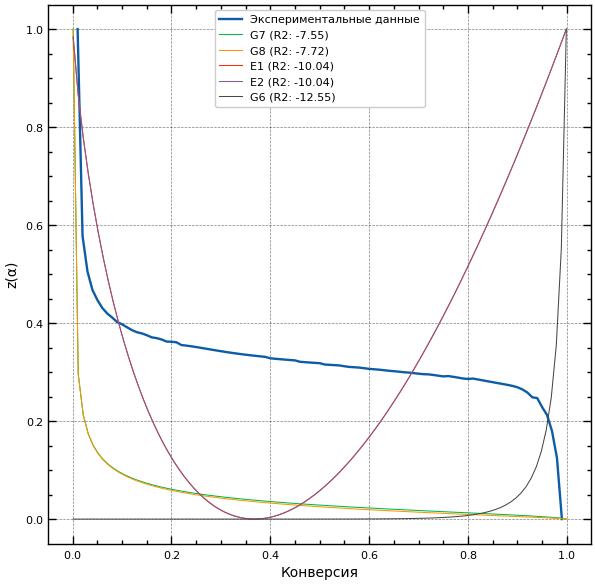 Экспериментальные данные
G7 (R2: -7.55)
G8 (R2: -7.72)
E1 (R2: -10.04)
E2 (R2: -10.04)
G6 (R2: -12.55)
1.0
0.8
0.6
0.4
0.2
0.0
z(α)
0.0 0.2 0.4 0.6 0.8 1.0
Конверсия